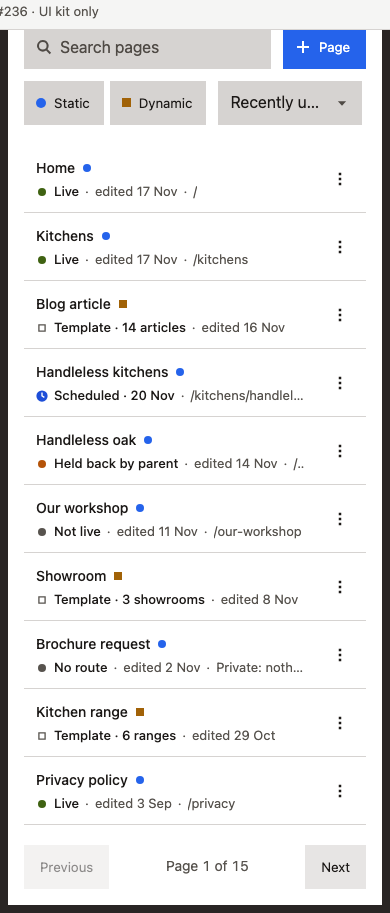 #236 · UI kit only
Search pages
Page
Static
Dynamic
Recently u...
Home
Live · edited 17 Nov · /
Kitchens
Live · edited 17 Nov · /kitchens
Blog article
Template · 14 articles · edited 16 Nov
Handleless kitchens
Scheduled · 20 Nov · /kitchens/handlel...
Handleless oak
Held back by parent · edited 14 Nov · /..
Our workshop
Not live · edited 11 Nov · /our-workshop
Showroom
Template · 3 showrooms · edited 8 Nov
Brochure request
No route · edited 2 Nov · Private: noth...
Kitchen range
Template · 6 ranges · edited 29 Oct
Privacy policy
Live · edited 3 Sep · /privacy
Previous
Page 1 of 15
Next